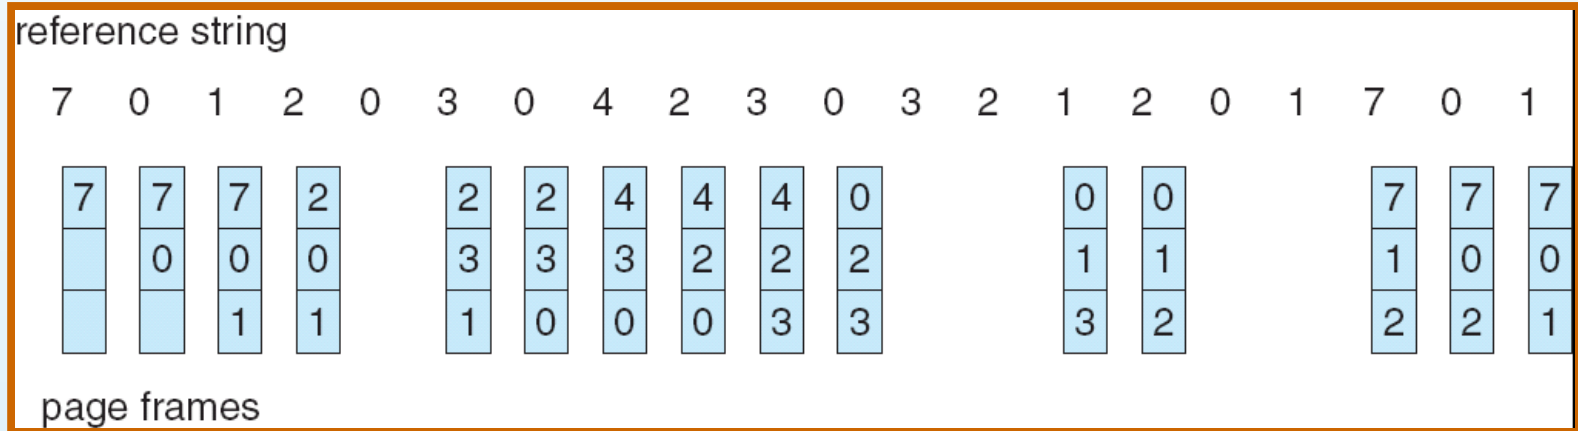 reference string
7 0 1 2 0 3 0 4 2 3 0 3 2 1 2 0 1 7 0 1
7 7 7 2 2 2 4 4 4 0 0 0 7 7 7
0 0 0 3 3 3 2 2 2 1 1 1 0 0
1 1 1 0 0 0 3 3 3 2 2 2 1
page frames